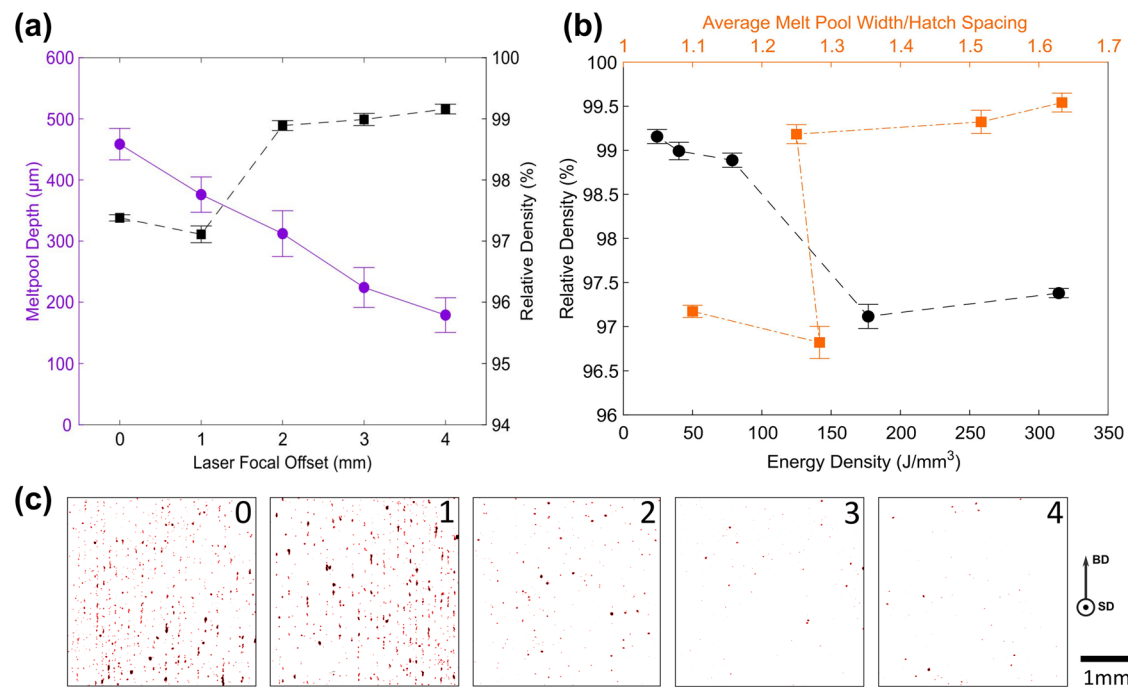 (a)
600
500
400
300
200
100
0
Meltpool Depth (µm)
100
99
98
97
96
95
94
Relative Density (%)
0 1 2 3 4
Laser Focal Offset (mm)
(b)
Average Melt Pool Width/Hatch Spacing
1 1.1 1.2 1.3 1.4 1.5 1.6 1.7
100
99.5
99
98.5
98
97.5
97
96.5
96
Relative Density (%)
0 50 100 150 200 250 300 350
Energy Density (J/mm³)
(c)
0
1
2
3
4
BD
SD
1mm